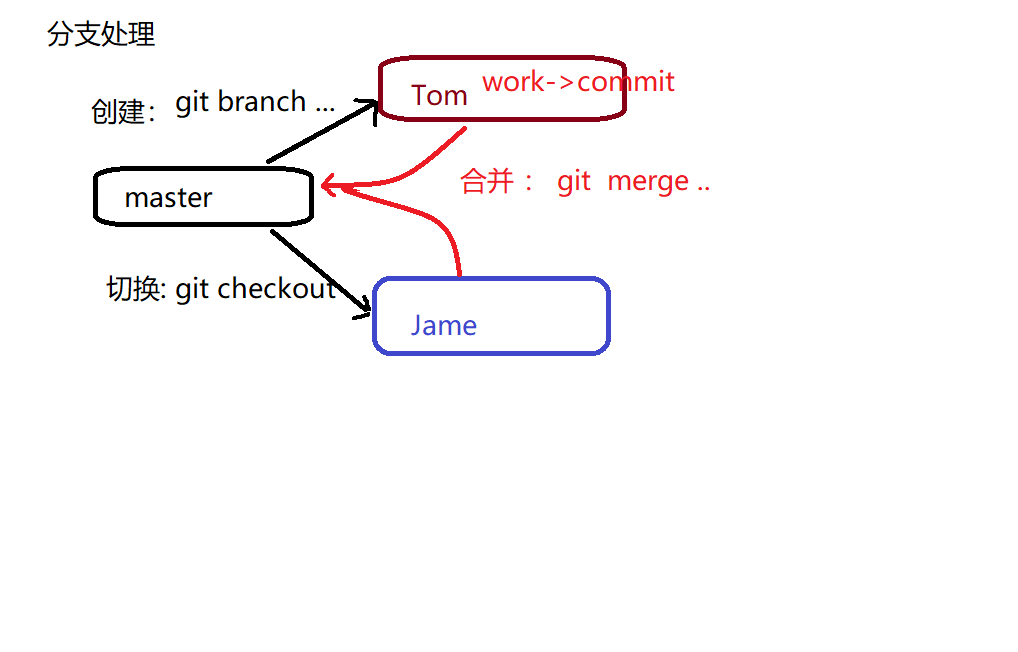 分支处理
创建： git branch ...
Tom work->commit
合并： git merge ..
master
切换: git checkout
Jame